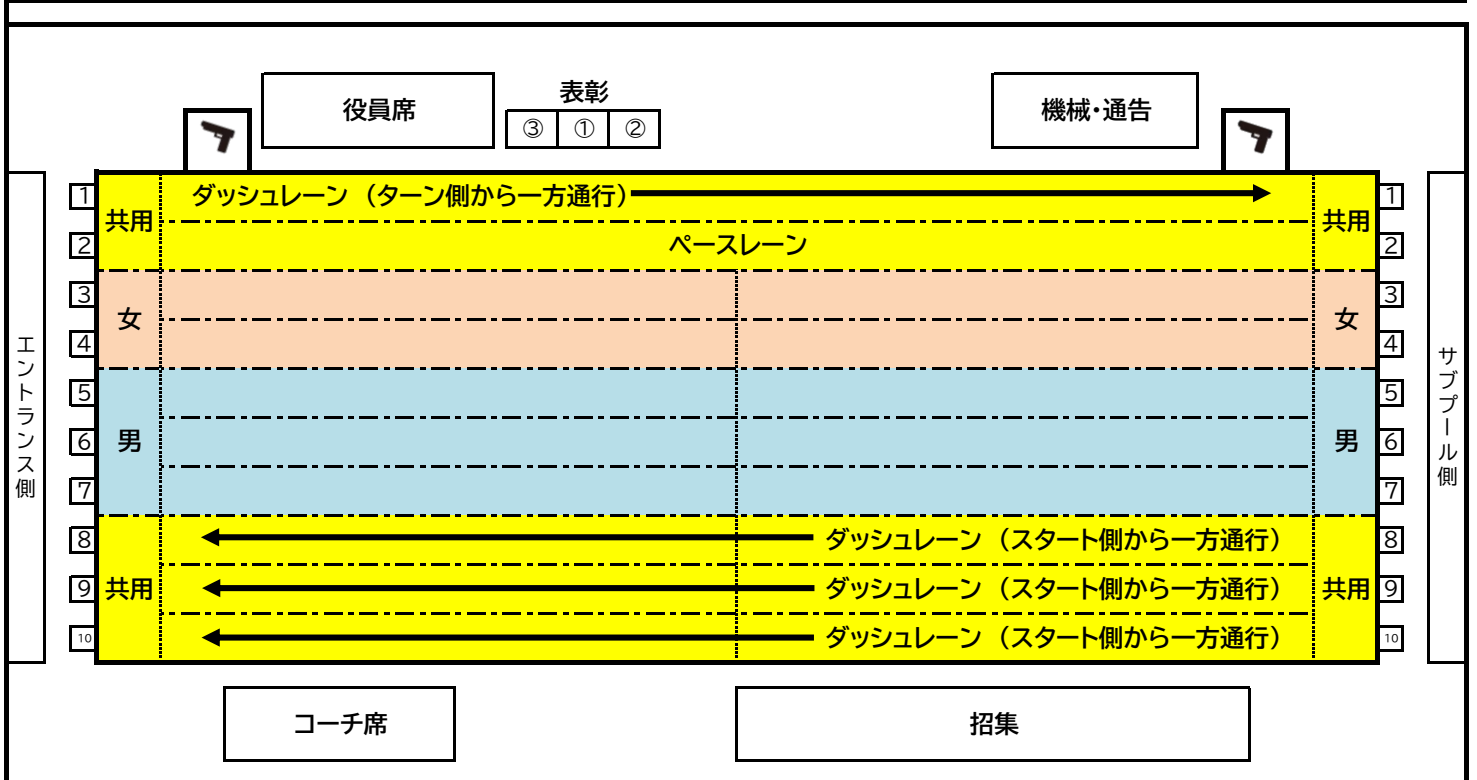 役員席
表彰
③ ① ②
機械・通告
1 共用 ダッシュレーン (ターン側から一方通行) 共用 1
2 ペースレーン 2
3 女 女 3
4 4
5 5
6 男 男 6
7 7
8 ダッシュレーン (スタート側から一方通行) 8
9 共用 ダッシュレーン (スタート側から一方通行) 共用 9
10 ダッシュレーン (スタート側から一方通行) 10
エントランス側
サブプール側
コーチ席
招集